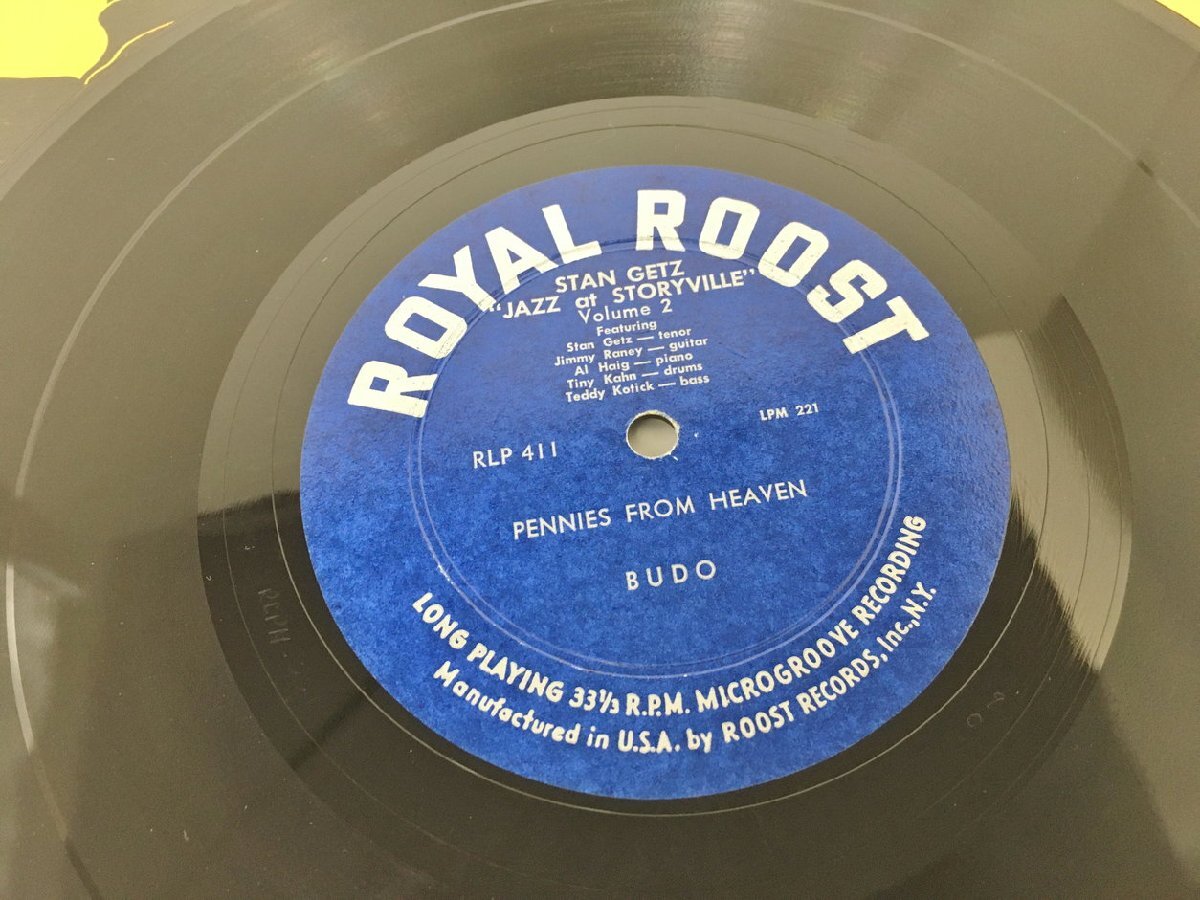 ROYAL ROOST
STAN GETZ
"JAZZ at STORYVILLE"
Volume 2
Featuring
Stan Getz — tenor
Jimmy Raney — guitar
Al Haig — piano
Tiny Kahn — drums
Teddy Kotick — bass
RLP 411
LPM 221
PENNIES FROM HEAVEN
BUDO
LONG PLAYING 33⅓ R.P.M. MICROGROOVE RECORDING
Manufactured in U.S.A. by ROOST RECORDS, Inc., N.Y.